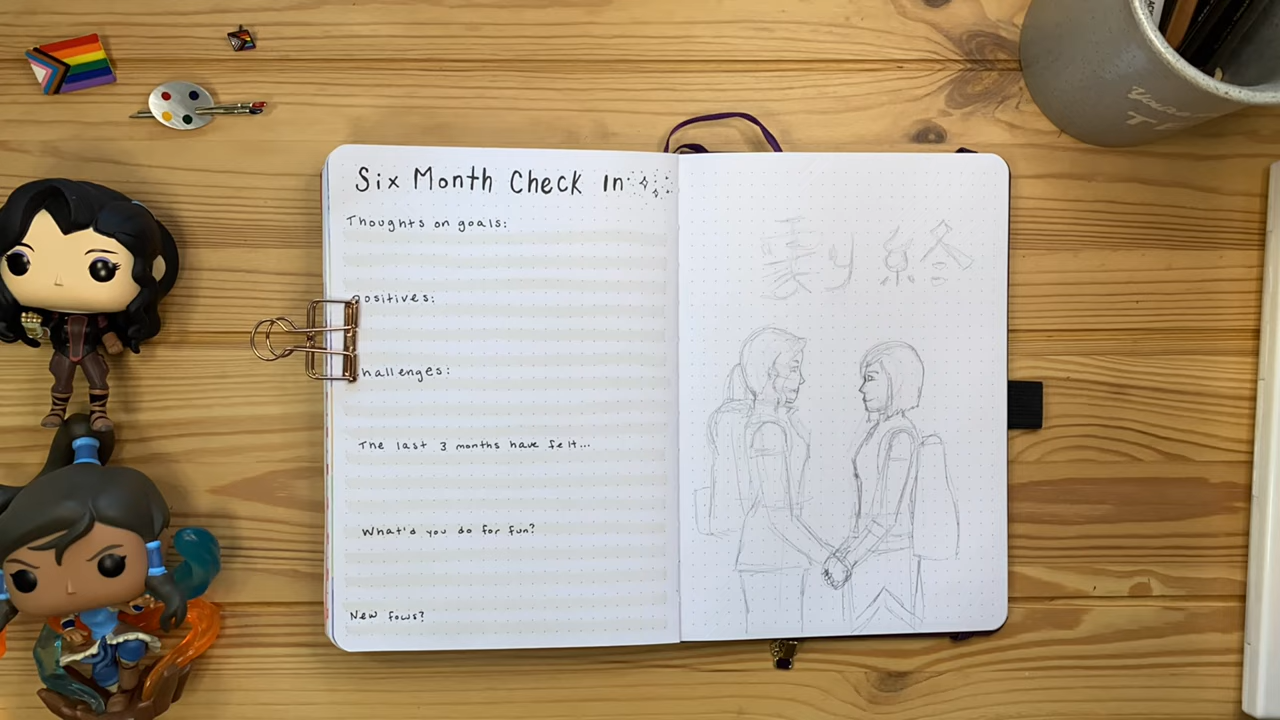 Six Month Check In
Thoughts on goals:
Positives:
hallenges:
The last 3 months have felt...
What'd you do for fun?
New fows?